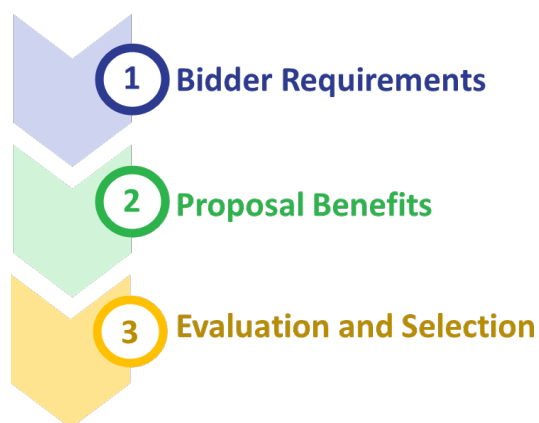 1 Bidder Requirements
2 Proposal Benefits
3 Evaluation and Selection